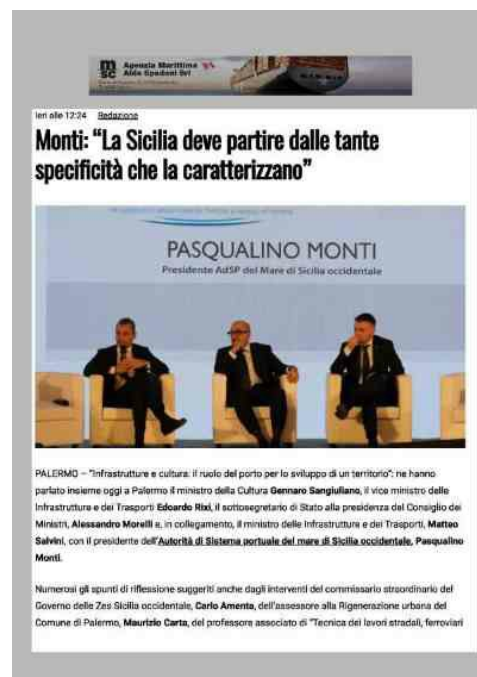 msc Agenzia Marittima
Aldo Spadoni Srl
Ieri alle 12:24 Redazione
Monti: “La Sicilia deve partire dalle tante
specificità che la caratterizzano”
PASQUALINO MONTI
Presidente AdSP del Mare di Sicilia occidentale
PALERMO – “Infrastrutture e cultura: il ruolo del porto per lo sviluppo di un territorio”: ne hanno
parlato insieme oggi a Palermo il ministro della Cultura Gennaro Sangiuliano, il vice ministro delle
Infrastrutture e dei Trasporti Edoardo Rixi, il sottosegretario di Stato alla presidenza del Consiglio dei
Ministri, Alessandro Morelli e, in collegamento, il ministro delle Infrastrutture e dei Trasporti, Matteo
Salvini, con il presidente dell’Autorità di Sistema portuale del mare di Sicilia occidentale, Pasqualino
Monti.
Numerosi gli spunti di riflessione suggeriti anche dagli interventi del commissario straordinario del
Governo delle Zes Sicilia occidentale, Carlo Amenta, dell’assessore alla Rigenerazione urbana del
Comune di Palermo, Maurizio Carta, del professore associato di “Tecnica dei lavori stradali, ferroviari